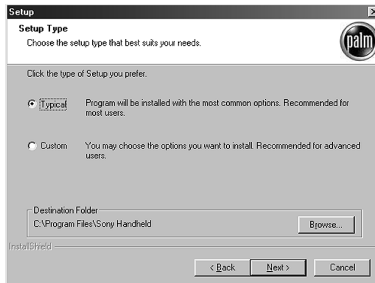 Setup
Setup Type
Choose the setup type that best suits your needs.
palm
Click the type of Setup you prefer.
Typical
Program will be installed with the most common options. Recommended for
most users.
Custom
You may choose the options you want to install. Recommended for advanced
users.
Destination Folder
C:\Program Files\Sony Handheld
Browse...
InstallShield
< Back
Next >
Cancel